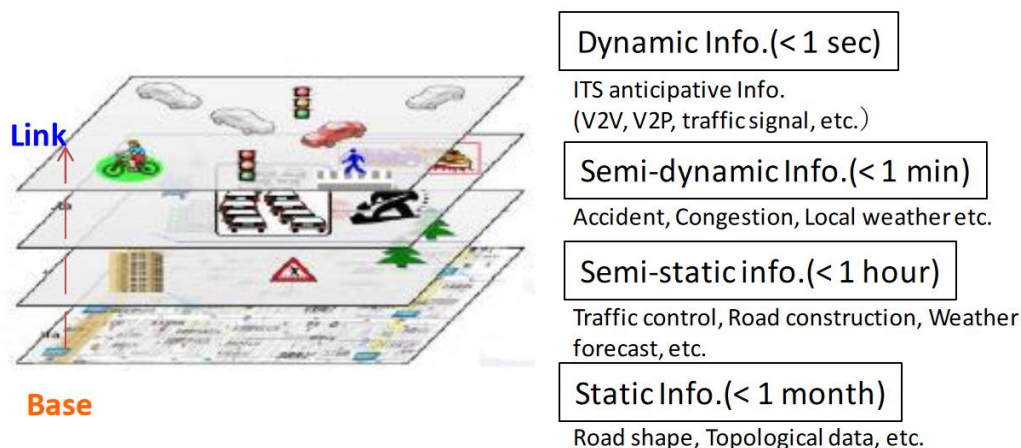 Dynamic Info.(< 1 sec)
ITS anticipative Info.
(V2V, V2P, traffic signal, etc.）
Link
Semi-dynamic Info.(< 1 min)
Accident, Congestion, Local weather etc.
Semi-static info.(< 1 hour)
Traffic control, Road construction, Weather
forecast, etc.
Static Info.(< 1 month)
Base
Road shape, Topological data, etc.